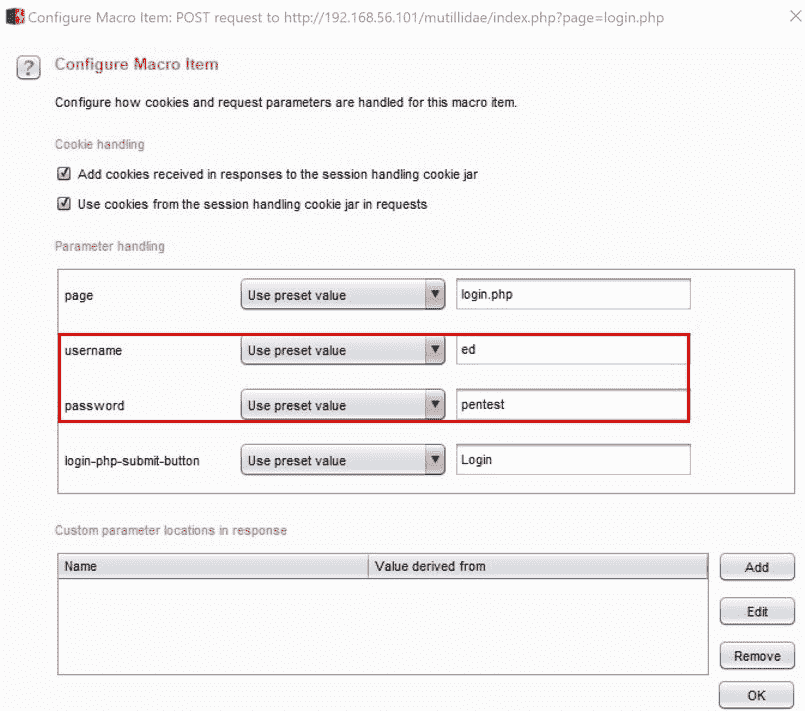 Configure Macro Item: POST request to http://192.168.56.101/mutillidae/index.php?page=login.php
? Configure Macro Item
Configure how cookies and request parameters are handled for this macro item.
Cookie handling
Add cookies received in responses to the session handling cookie jar
Use cookies from the session handling cookie jar in requests
Parameter handling
page Use preset value login.php
username Use preset value ed
password Use preset value pentest
login-php-submit-button Use preset value Login
Custom parameter locations in response
Name Value derived from Add
Edit
Remove
OK